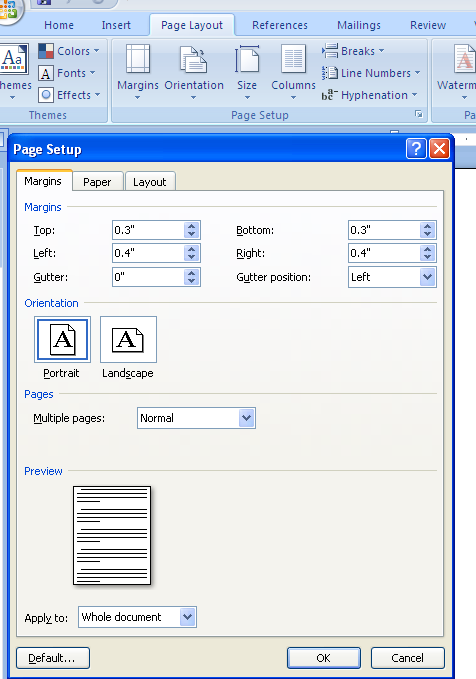 Home Insert Page Layout References Mailings Review
Aa Colors Margins Orientation Size Columns Breaks
Fonts Line Numbers
Effects Hyphenation
Themes Page Setup
Page Setup
Margins Paper Layout
Margins
Top: 0.3" Bottom: 0.3"
Left: 0.4" Right: 0.4"
Gutter: 0" Gutter position: Left
Orientation
A A
Portrait Landscape
Pages
Multiple pages: Normal
Preview
Apply to: Whole document
Default... OK Cancel